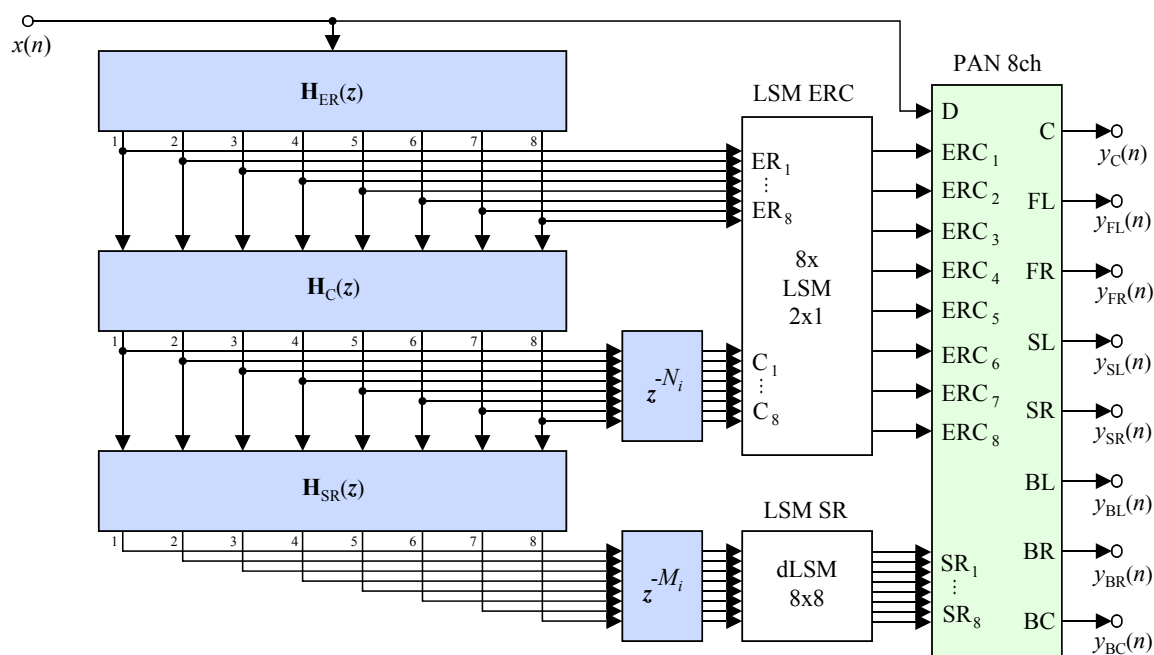 x(n)
H_ER(z)
1 2 3 4 5 6 7 8
H_C(z)
1 2 3 4 5 6 7 8
z^-N_i
H_SR(z)
1 2 3 4 5 6 7 8
z^-M_i
LSM ERC
ER_1
⋮
ER_8
8x
LSM
2x1
C_1
⋮
C_8
LSM SR
dLSM
8x8
PAN 8ch
D
ERC_1
ERC_2
ERC_3
ERC_4
ERC_5
ERC_6
ERC_7
ERC_8
SR_1
⋮
SR_8
C
FL
FR
SL
SR
BL
BR
BC
y_C(n)
y_FL(n)
y_FR(n)
y_SL(n)
y_SR(n)
y_BL(n)
y_BR(n)
y_BC(n)